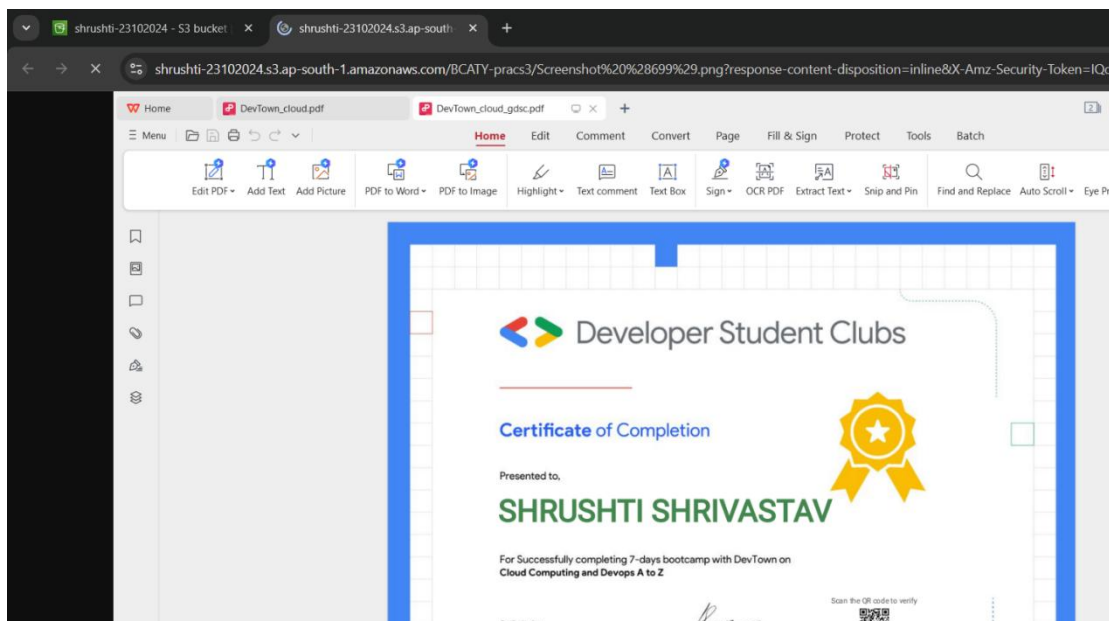 shrushti-23102024 - S3 bucket
shrushti-23102024.s3.ap-south
shrushti-23102024.s3.ap-south-1.amazonaws.com/BCATY-pracs3/Screenshot%20%28699%29.png?response-content-disposition=inline&X-Amz-Security-Token=IQo
Home
DevTown_cloud.pdf
DevTown_cloud_gdsc.pdf
2
Menu
Home Edit Comment Convert Page Fill & Sign Protect Tools Batch
Edit PDF Add Text Add Picture PDF to Word PDF to Image Highlight Text comment Text Box Sign OCR PDF Extract Text Snip and Pin Find and Replace Auto Scroll Eye Pr
Developer Student Clubs
Certificate of Completion
Presented to,
SHRUSHTI SHRIVASTAV
For Successfully completing 7-days bootcamp with DevTown on
Cloud Computing and Devops A to Z
Scan the QR code to verify